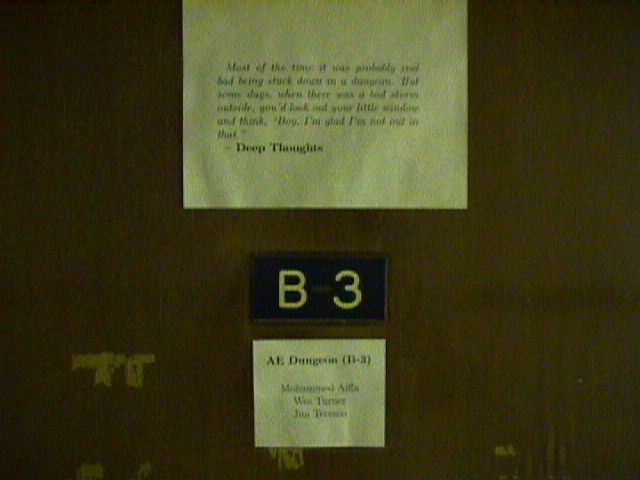 Most of the time it was probably real
bad being stuck down in a dungeon. But
some days, when there was a bad storm
outside, you'd look out your little window
and think, "Boy, I'm glad I'm not out in
that."
– Deep Thoughts
B-3
AE Dungeon (B-3)
Mohammed
Wes Turner
Jim Teresco